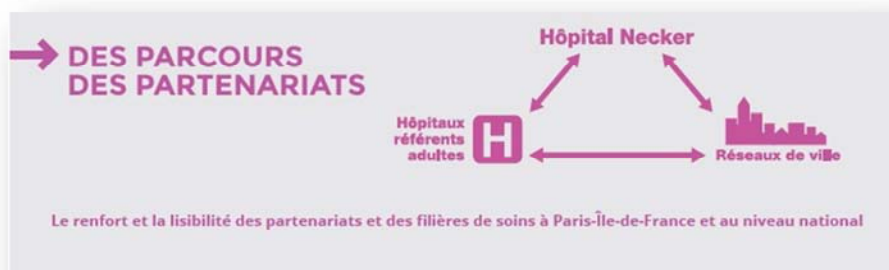 DES PARCOURS
DES PARTENARIATS
Hôpital Necker
Hôpitaux
référents
adultes
H
Réseaux de ville
Le renfort et la lisibilité des partenariats et des filières de soins à Paris-Île-de-France et au niveau national